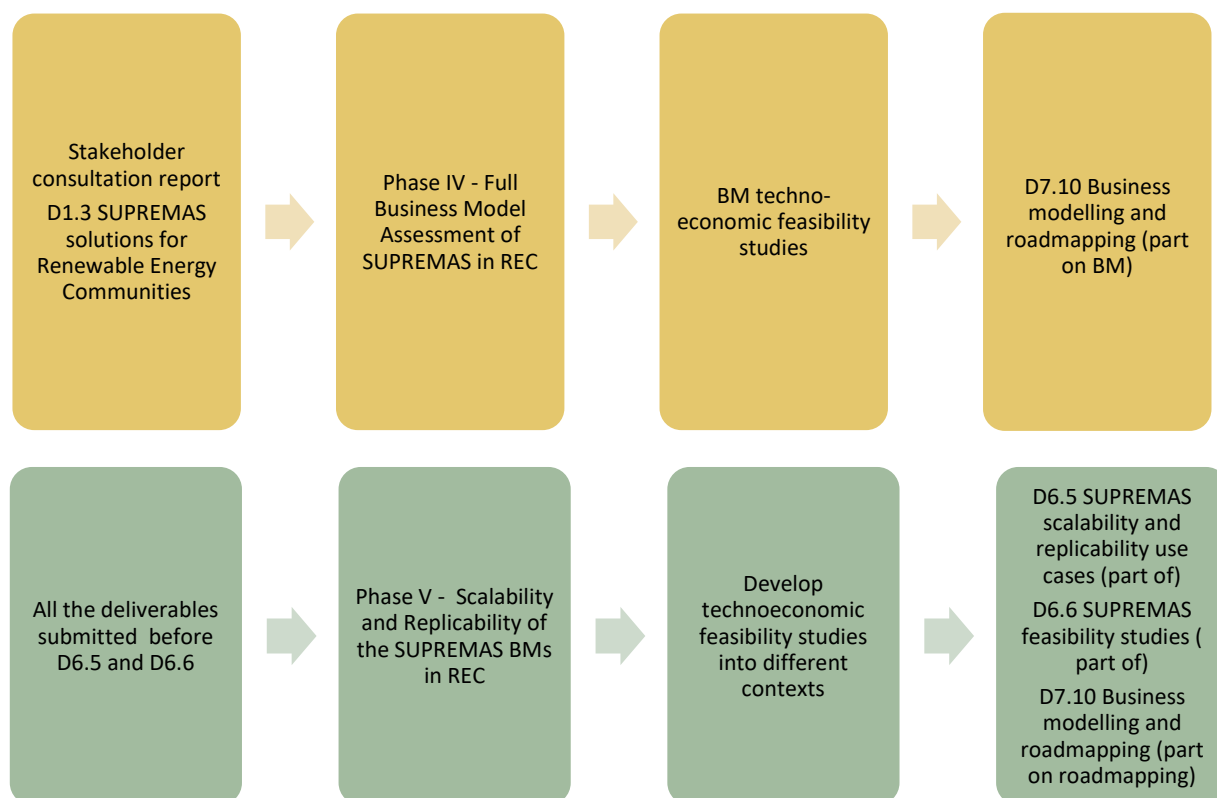 Stakeholder
consultation report
D1.3 SUPREMAS
solutions for
Renewable Energy
Communities
Phase IV - Full
Business Model
Assessment of
SUPREMAS in REC
BM techno-
economic feasibility
studies
D7.10 Business
modelling and
roadmapping (part
on BM)
All the deliverables
submitted before
D6.5 and D6.6
Phase V - Scalability
and Replicability of
the SUPREMAS BMs
in REC
Develop
technoeconomic
feasibility studies
into different
contexts
D6.5 SUPREMAS
scalability and
replicability use
cases (part of)
D6.6 SUPREMAS
feasibility studies (
part of)
D7.10 Business
modelling and
roadmapping (part
on roadmapping)